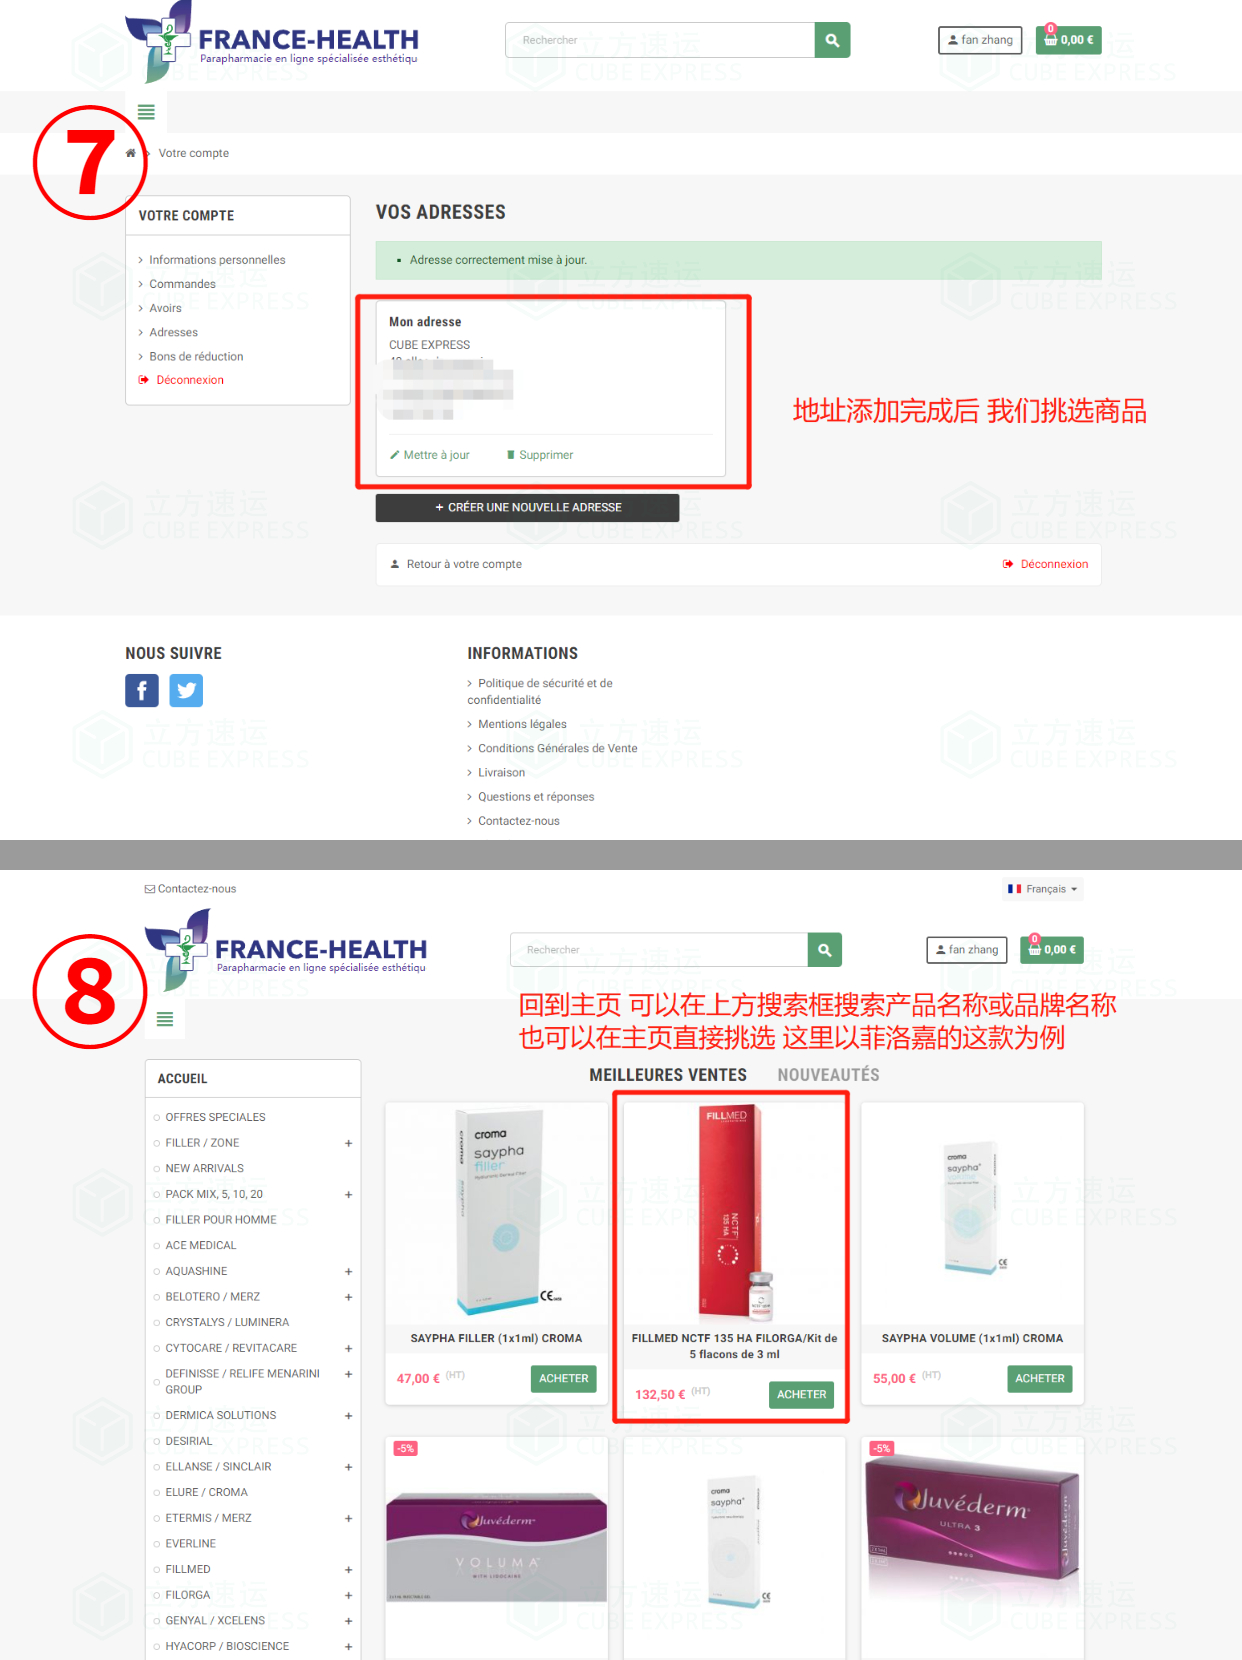 FRANCE-HEALTH
Parapharmacie en ligne spécialisée esthétiqu
Rechercher
fan zhang
0
0,00 €
7
Votre compte
VOTRE COMPTE
Informations personnelles
Commandes
Avoirs
Adresses
Bons de réduction
Déconnexion
VOS ADRESSES
Adresse correctement mise à jour.
Mon adresse
CUBE EXPRESS
Mettre à jour
Supprimer
地址添加完成后 我们挑选商品
+ CRÉER UNE NOUVELLE ADRESSE
Retour à votre compte
Déconnexion
NOUS SUIVRE
INFORMATIONS
Politique de sécurité et de
confidentialité
Mentions légales
Conditions Générales de Vente
Livraison
Questions et réponses
Contactez-nous
立方速运
CUBE EXPRESS
Contactez-nous
Français
FRANCE-HEALTH
Parapharmacie en ligne spécialisée esthétiqu
Rechercher
fan zhang
0
0,00 €
8
回到主页 可以在上方搜索框搜索产品名称或品牌名称
也可以在主页直接挑选 这里以菲洛嘉的这款为例
ACCUEIL
OFFRES SPECIALES
FILLER / ZONE +
NEW ARRIVALS
PACK MIX, 5, 10, 20 +
FILLER POUR HOMME
ACE MEDICAL
AQUASHINE +
BELOTERO / MERZ +
CRYSTALYS / LUMINERA
CYTOCARE / REVITACARE +
DEFINISSE / RELIFE MENARINI +
GROUP
DERMICA SOLUTIONS +
DESIRIAL
ELLANSE / SINCLAIR +
ELURE / CROMA
ETERMIS / MERZ +
EVERLINE
FILLMED +
FILORGA +
GENYAL / XCELENS +
HYACORP / BIOSCIENCE +
MEILLEURES VENTES
NOUVEAUTÉS
croma
saypha
filler
SAYPHA FILLER (1x1ml) CROMA
47,00 € (HT)
ACHETER
FILLMED
NCTF
135 HA
FILLMED NCTF 135 HA FILORGA/Kit de
5 flacons de 3 ml
132,50 € (HT)
ACHETER
croma
saypha
SAYPHA VOLUME (1x1ml) CROMA
55,00 € (HT)
ACHETER
-5%
Juvéderm
VOLUMA
WITH LIDOCAINE
croma
saypha
-5%
Juvéderm
ULTRA 3